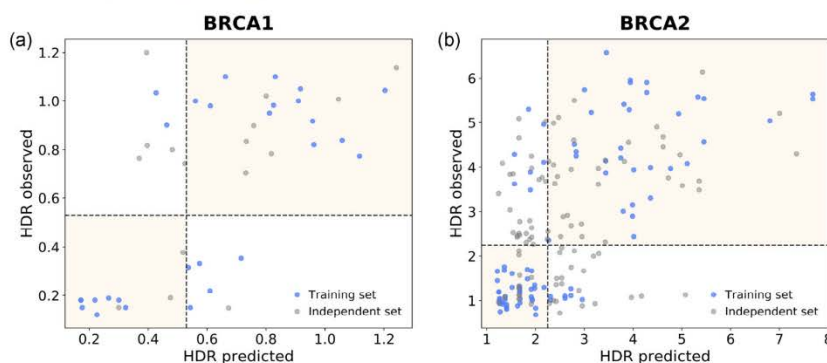 BRCA1
BRCA2
(a)
(b)
HDR observed
1.2
1.0
0.8
0.6
0.4
0.2
Training set
Independent set
0.2 0.4 0.6 0.8 1.0 1.2
HDR predicted
HDR observed
6
5
4
3
2
1
Training set
Independent set
1 2 3 4 5 6 7 8
HDR predicted